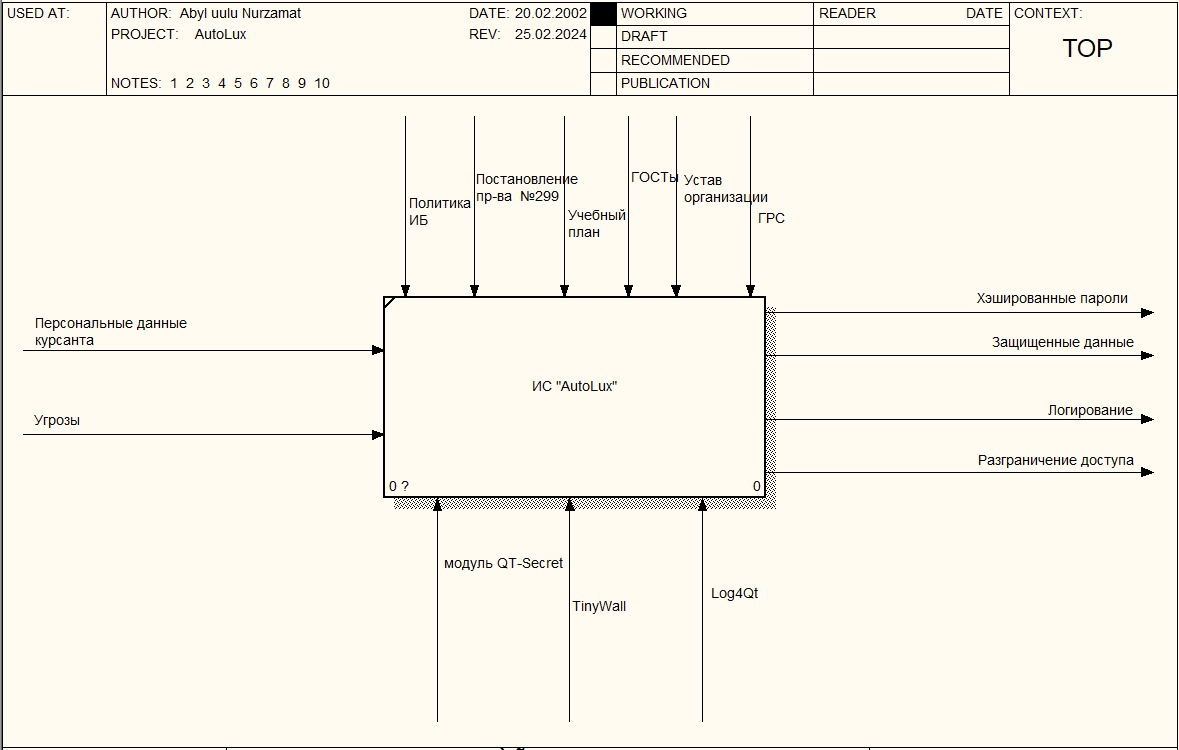 USED AT:
AUTHOR: Abyl uulu Nurzamat
DATE: 20.02.2002
PROJECT: AutoLux
REV: 25.02.2024
NOTES: 1 2 3 4 5 6 7 8 9 10
WORKING
DRAFT
RECOMMENDED
PUBLICATION
READER
DATE
CONTEXT:
TOP
Политика
ИБ
Постановление
пр-ва №299
Учебный
план
ГОСТы
Устав
организации
ГРС
Персональные данные
курсанта
Угрозы
ИС "AutoLux"
0 ?
0
Хэшированные пароли
Защищенные данные
Логирование
Разграничение доступа
модуль QT-Secret
TinyWall
Log4Qt